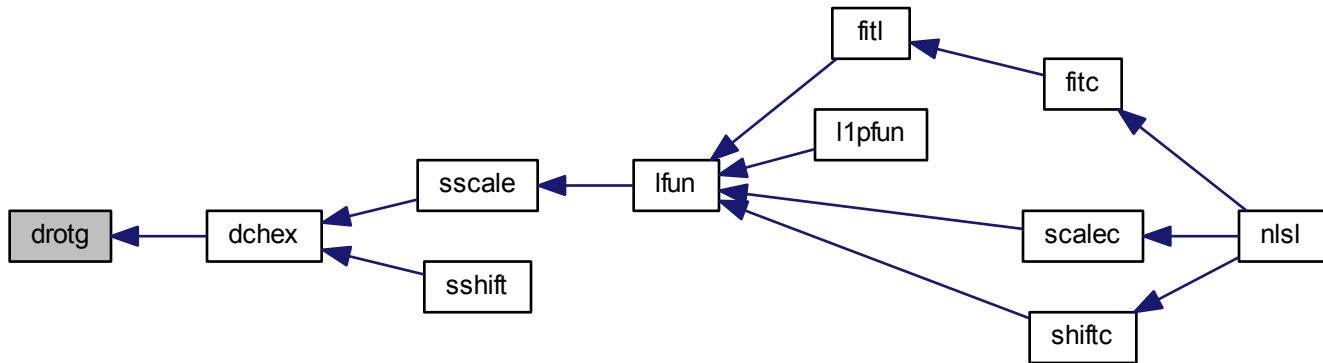 drotg
dchex
sscale
sshift
lfun
fitl
l1pfun
fitc
scalec
shiftc
nlsl